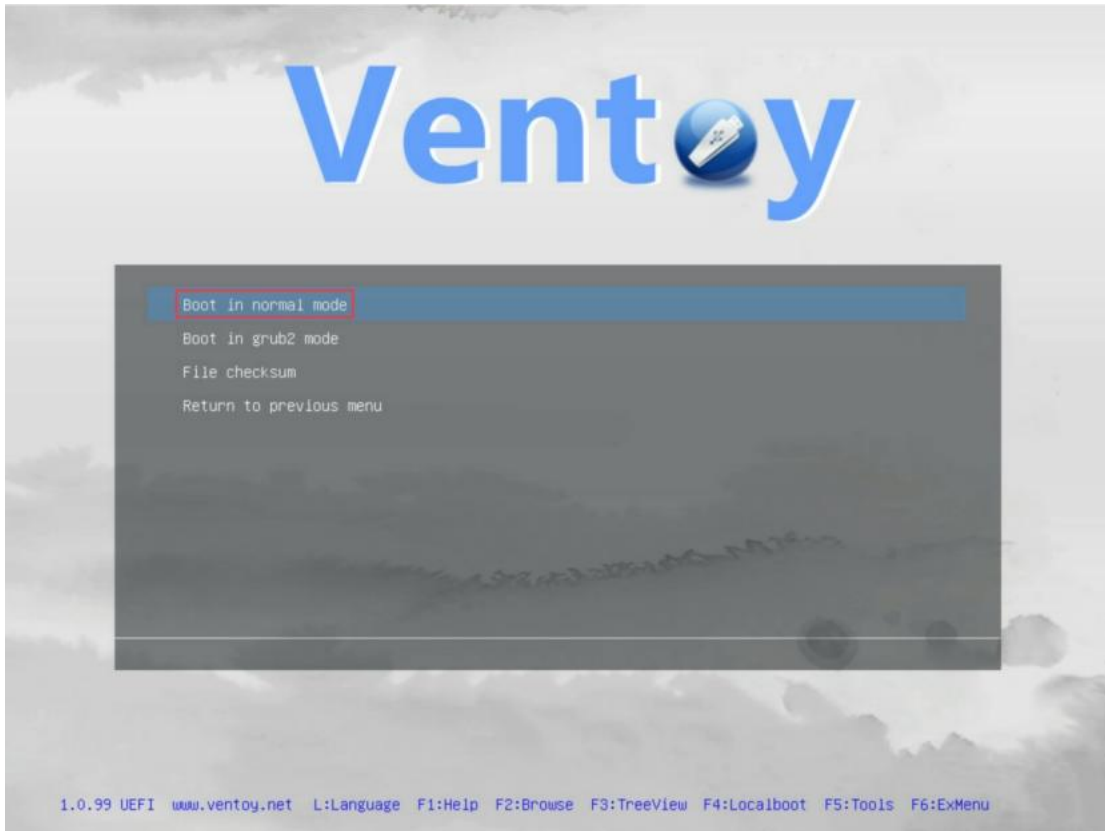 Ventoy
Boot in normal mode
Boot in grub2 mode
File checksum
Return to previous menu
1.0.99 UEFI www.ventoy.net L:Language F1:Help F2:Browse F3:TreeView F4:Localboot F5:Tools F6:ExMenu